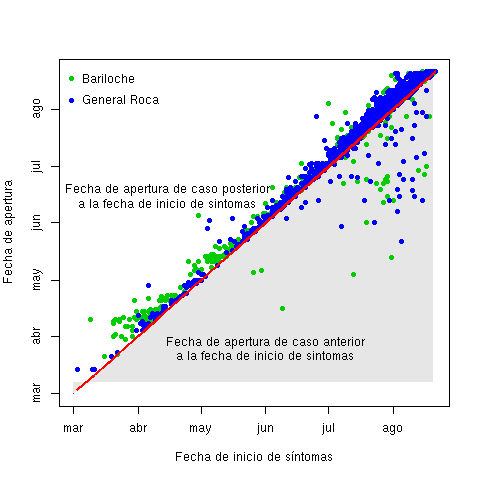 Bariloche
General Roca
Fecha de apertura de caso posterior
a la fecha de inicio de sintomas
Fecha de apertura de caso anterior
a la fecha de inicio de sintomas
Fecha de apertura
mar
abr
may
jun
jul
ago
mar
abr
may
jun
jul
ago
Fecha de inicio de síntomas